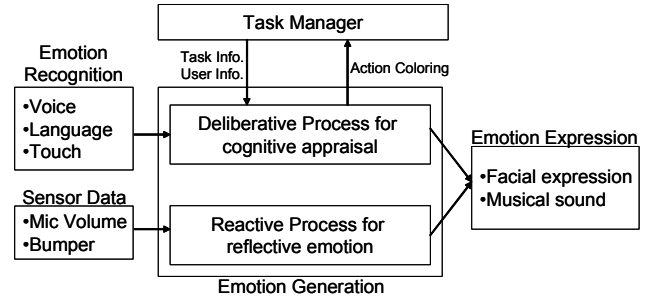 Task Manager
Emotion
Recognition
Task Info.
User Info.
Action Coloring
•Voice
•Language
•Touch
Deliberative Process for
cognitive appraisal
Emotion Expression
•Facial expression
•Musical sound
Sensor Data
•Mic Volume
•Bumper
Reactive Process for
reflective emotion
Emotion Generation